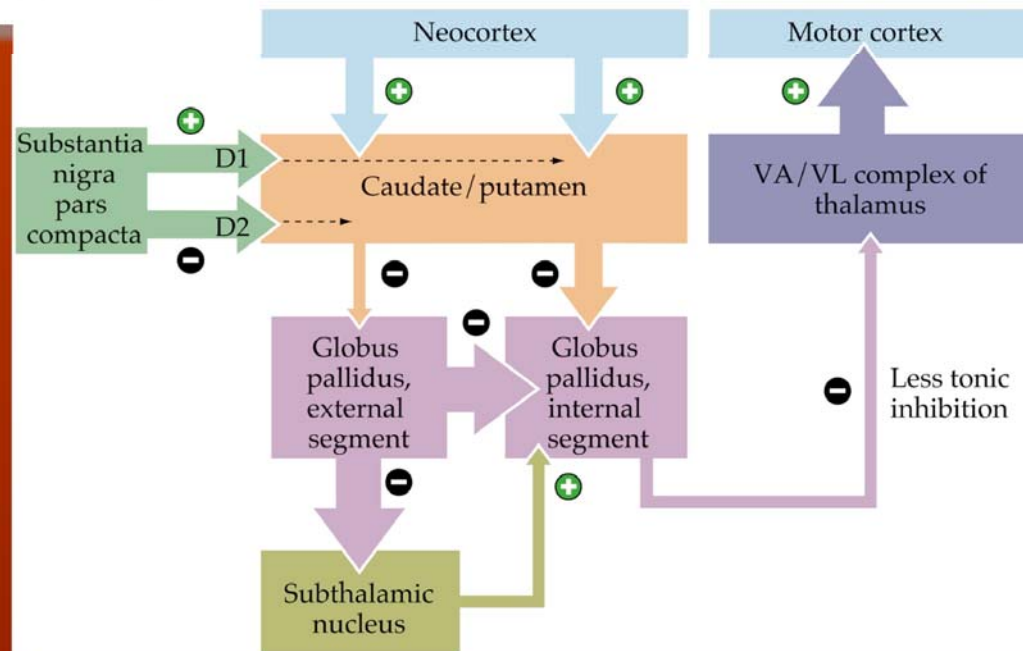 Neocortex
Motor cortex
Substantia
nigra
pars
compacta
D1
D2
Caudate/putamen
VA/VL complex of
thalamus
Globus
pallidus,
external
segment
Globus
pallidus,
internal
segment
Less tonic
inhibition
Subthalamic
nucleus